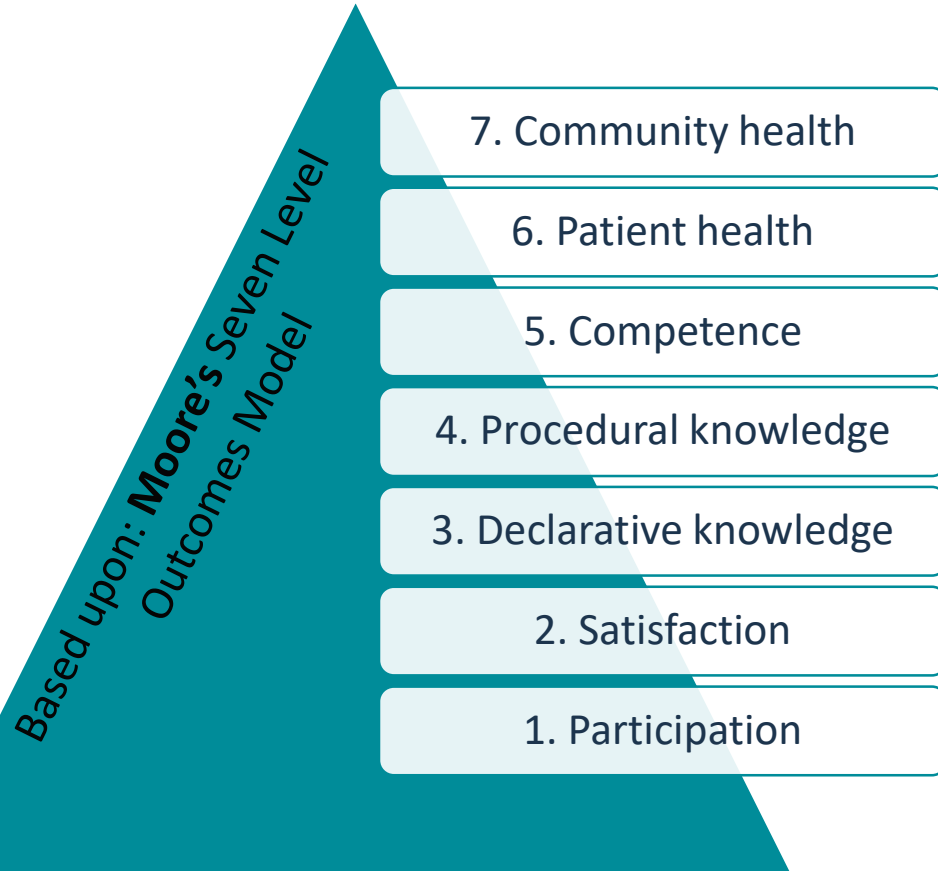 Based upon: Moore's Seven Level
Outcomes Model
7. Community health
6. Patient health
5. Competence
4. Procedural knowledge
3. Declarative knowledge
2. Satisfaction
1. Participation